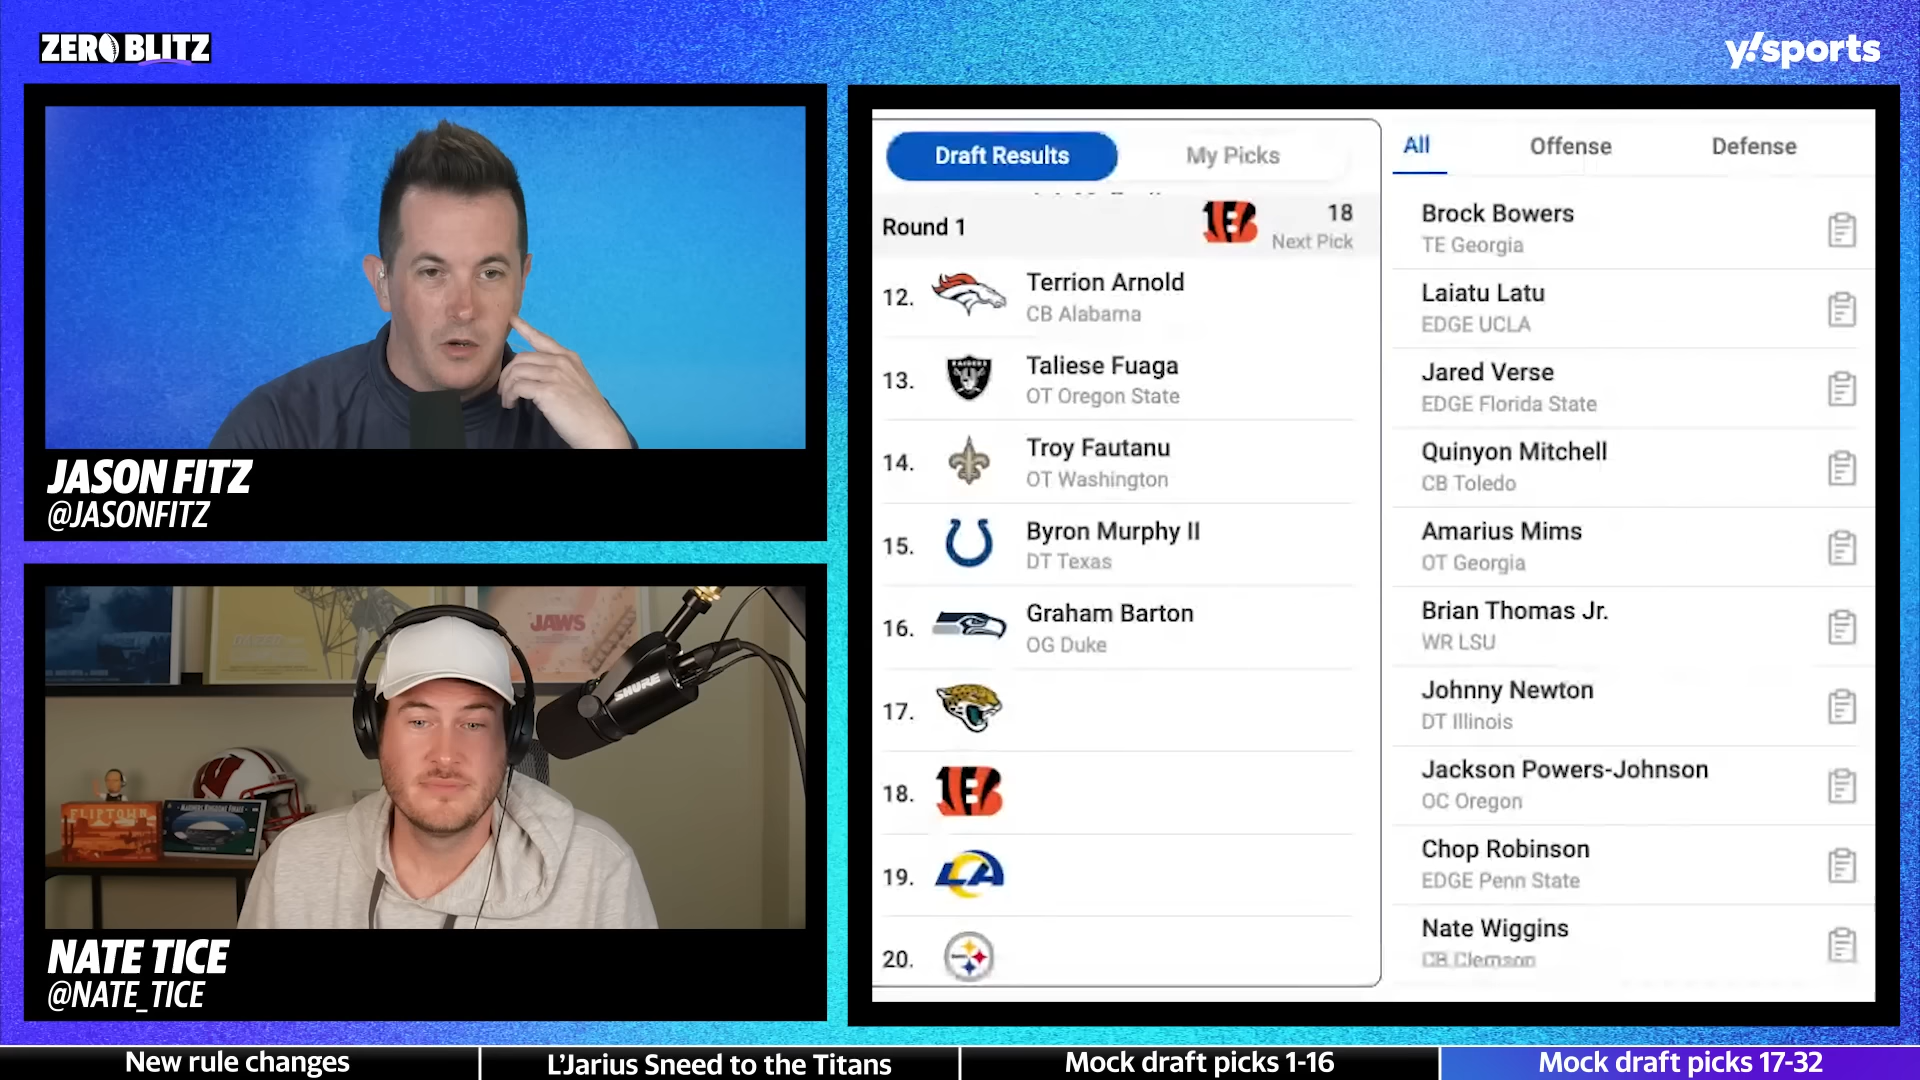 ZERO BLITZ
y!sports
JASON FITZ
@JASONFITZ
JAWS
SHURE
FLIPTOWN
NATE TICE
@NATE_TICE
Draft Results
My Picks
Round 1
18
Next Pick
12.
Terrion Arnold
CB Alabama
13.
RAIDERS
Taliese Fuaga
OT Oregon State
14.
Troy Fautanu
OT Washington
15.
Byron Murphy II
DT Texas
16.
Graham Barton
OG Duke
17.
18.
19.
LA
20.
All
Offense
Defense
Brock Bowers
TE Georgia
Laiatu Latu
EDGE UCLA
Jared Verse
EDGE Florida State
Quinyon Mitchell
CB Toledo
Amarius Mims
OT Georgia
Brian Thomas Jr.
WR LSU
Johnny Newton
DT Illinois
Jackson Powers-Johnson
OC Oregon
Chop Robinson
EDGE Penn State
Nate Wiggins
CB Clemson
New rule changes
L'Jarius Sneed to the Titans
Mock draft picks 1-16
Mock draft picks 17-32